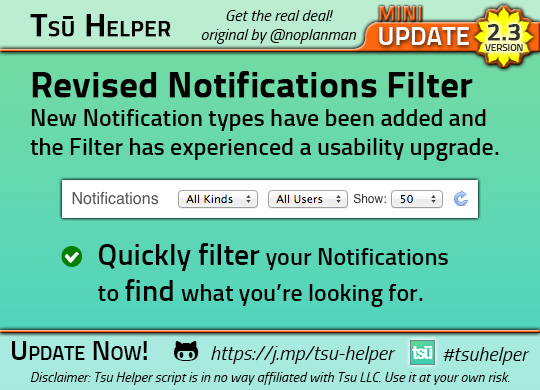 Tsū Helper
Get the real deal!
original by @noplanman
MINI
UPDATE
2.3
VERSION
Revised Notifications Filter
New Notification types have been added and
the Filter has experienced a usability upgrade.
Notifications All Kinds All Users Show: 50
Quickly filter your Notifications
to find what you're looking for.
Update Now! https://j.mp/tsu-helper tsū #tsuhelper
Disclaimer: Tsu Helper script is in no way affiliated with Tsu LLC. Use it at your own risk.